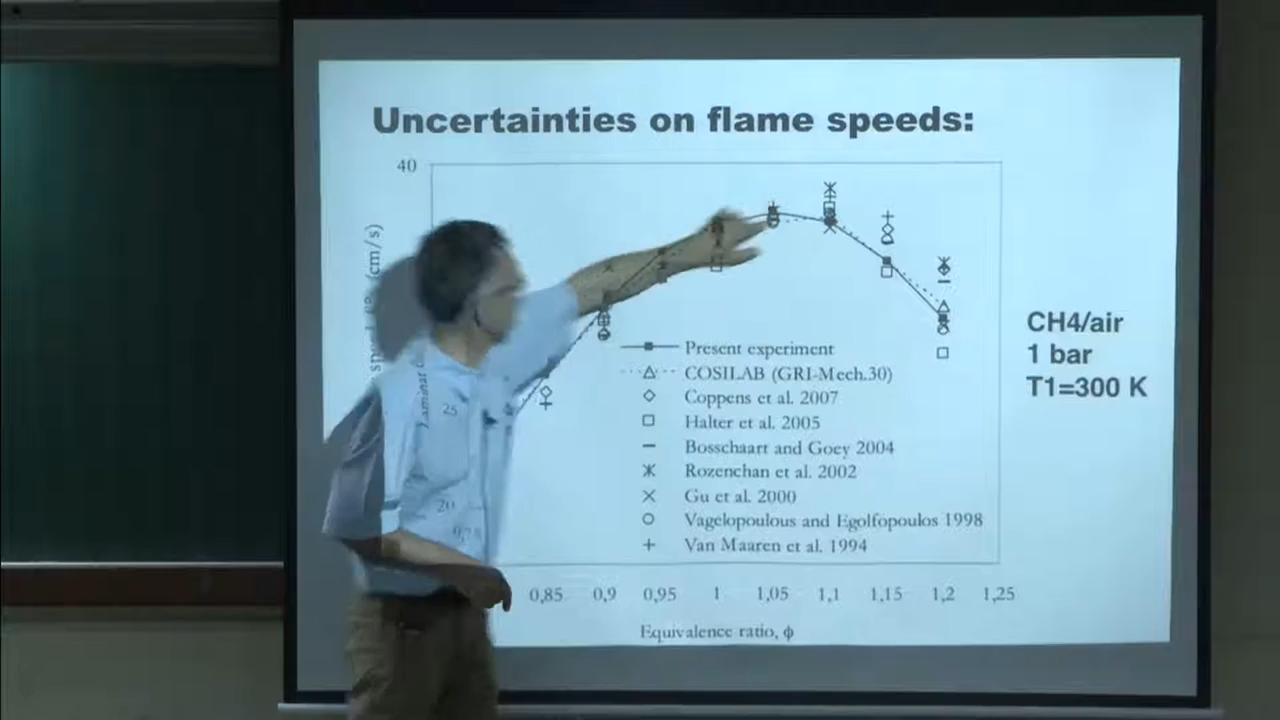 Uncertainties on flame speeds:
40
(cm/s)
Laminar
25
20
Present experiment
COSILAB (GRI-Mech.30)
Coppens et al. 2007
Halter et al. 2005
Bosschaart and Goey 2004
Rozenchan et al. 2002
Gu et al. 2000
Vagelopoulous and Egolfopoulos 1998
Van Maaren et al. 1994
0,85 0,9 0,95 1 1,05 1,1 1,15 1,2 1,25
Equivalence ratio, ϕ
CH4/air
1 bar
T1=300 K